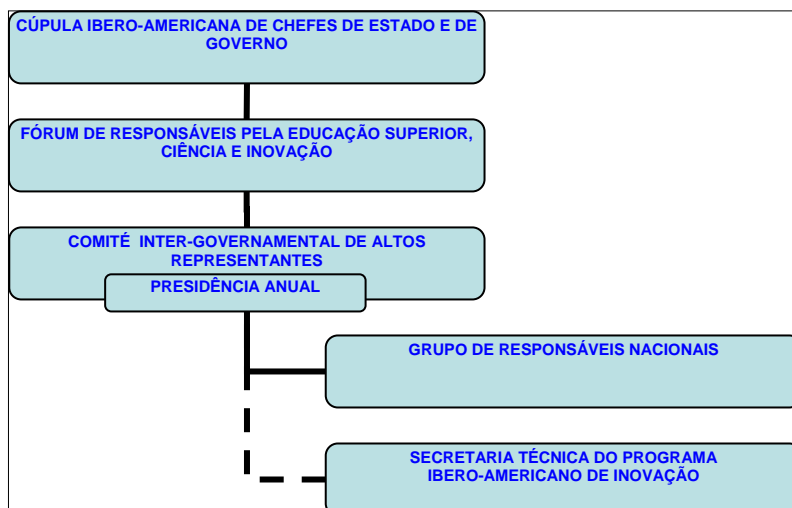 CÚPULA IBERO-AMERICANA DE CHEFES DE ESTADO E DE
GOVERNO
FÓRUM DE RESPONSÁVEIS PELA EDUCAÇÃO SUPERIOR,
CIÊNCIA E INOVAÇÃO
COMITÉ INTER-GOVERNAMENTAL DE ALTOS
REPRESENTANTES
PRESIDÊNCIA ANUAL
GRUPO DE RESPONSÁVEIS NACIONAIS
SECRETARIA TÉCNICA DO PROGRAMA
IBERO-AMERICANO DE INOVAÇÃO